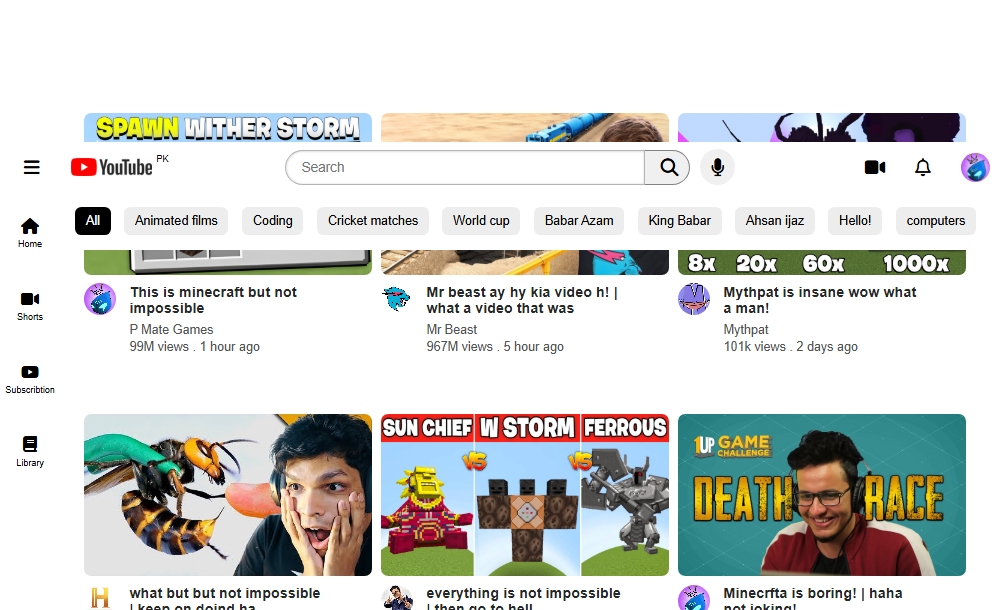 SPAWN WITHER STORM
YouTube PK
Search
All
Animated films
Coding
Cricket matches
World cup
Babar Azam
King Babar
Ahsan ijaz
Hello!
computers
Home
Shorts
Subscribtion
Library
8x 20x 60x 1000x
This is minecraft but not
impossible
P Mate Games
99M views . 1 hour ago
Mr beast ay hy kia video h! |
what a video that was
Mr Beast
967M views . 5 hour ago
Mythpat is insane wow what
a man!
Mythpat
101k views . 2 days ago
SUN CHIEF W STORM FERROUS
VS VS
1UP GAME
CHALLENGE
DEATH RACE
H
what but but not impossible
| keep on doind ha
everything is not impossible
| then go to hell
Minecrfta is boring! | haha
not joking!